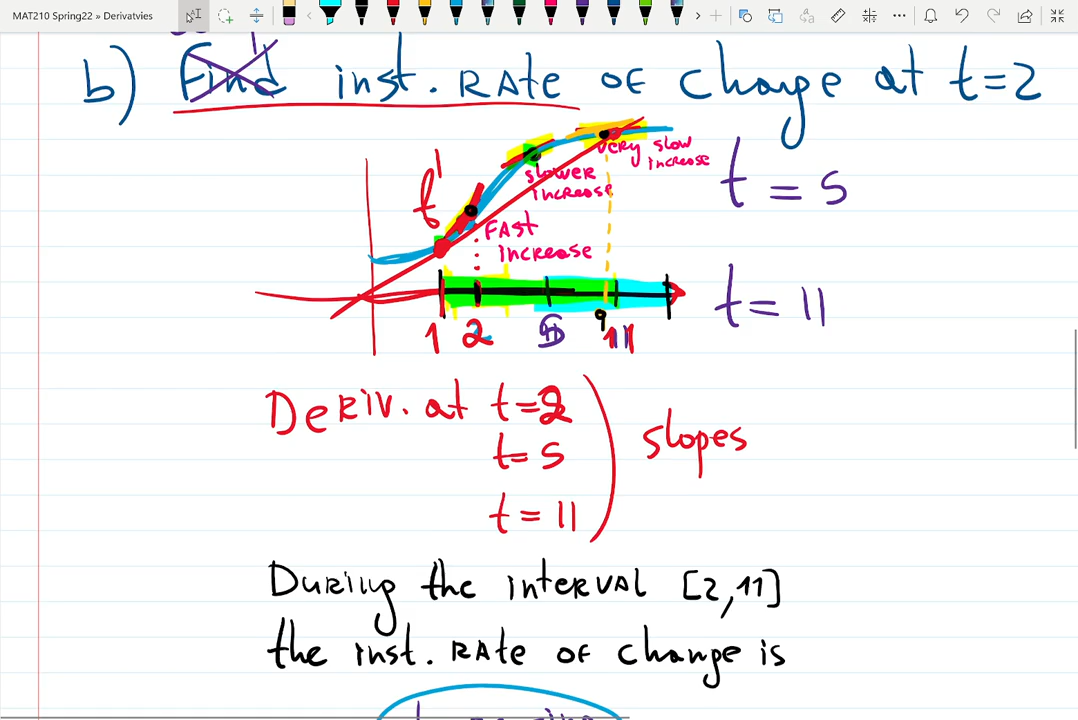 MAT210 Spring22 » Derivatvies
b) Find inst. RATE OF change at t=2
very slow
increase
slower
increase
f'
FAst
increase
t = 5
t = 11
1 2 5 9 11
Deriv. at t=2
t= 5
t = 11
slopes
During the interval [2,11]
the inst. RAte OF change is